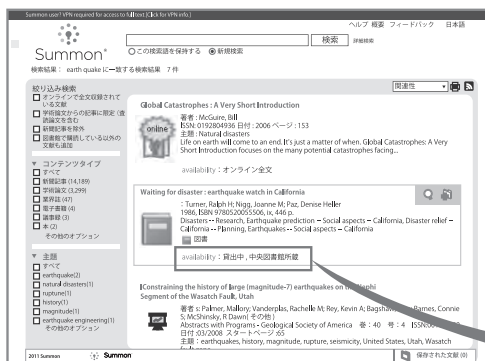 Summon user? VPN required for access to full text [Click for VPN info.]
ヘルプ 概要 フィードバック 日本語
Summon®
検索 詳細検索
この検索語を保持する 新規検索
検索結果： earth quake に一致する検索結果 7 件
絞り込み検索
オンラインで全文収録されている文献
学術論文からの記事に限定（査読論文を含む
新聞記事を除外
図書館で購読している以外の文献も追加
コンテンツタイプ
すべて
新聞記事 (14,189)
学術論文 (3,299)
業界誌 (47)
電子書籍 (4)
議事録 (3)
本 (2)
その他のオプション
主題
すべて
earthquake(2)
natural disasters(1)
ruptures(1)
history(1)
magnitude(1)
earthquake engineering(1)
その他のオプション
関連性
Global Catastrophes : A Very Short Introduction
online
著者 : McGuire, Bill
ISSN: 0192804936 日付 : 2006 ページ : 153
主題 : Natural disasters
Life on earth will come to an end. It's just a matter of when. Global Catastrophes: A Very
Short Introduction focuses on the many potential catastrophes facing...
availability : オンライン全文
Waiting for disaster : earthquake watch in California
: Turner, Ralph H; Nigg, Joanne M; Paz, Denise Heller
1986, ISBN 9780520055506, ix, 446 p.
Disasters -- Research, Earthquake prediction -- Social aspects -- California, Disaster relief --
California -- Planning, Earthquakes -- Social aspects -- California
図書
availability : 貸出中 , 中央図書館所蔵
Constraining the history of large (magnitude-7) earthquakes on the Nephi
Segment of the Wasatch Fault, Utah
著者 s: Palmer, Mallory; Vanderplas, Rachelle M; Rey, Kevin A; Bagshaw, Barnes, Connie
S; McShinsky, R Dawn( その他 )
Abstracts with Programs - Geological Society of America 巻 : 40 号 : 4
日付 :03/2008 スタートページ :65
主題 : earthquakes, history, magnitude, rupture, seismicity, United States, Utah, Wasatch
2011 Summon
Summon
保存された文献 (0)